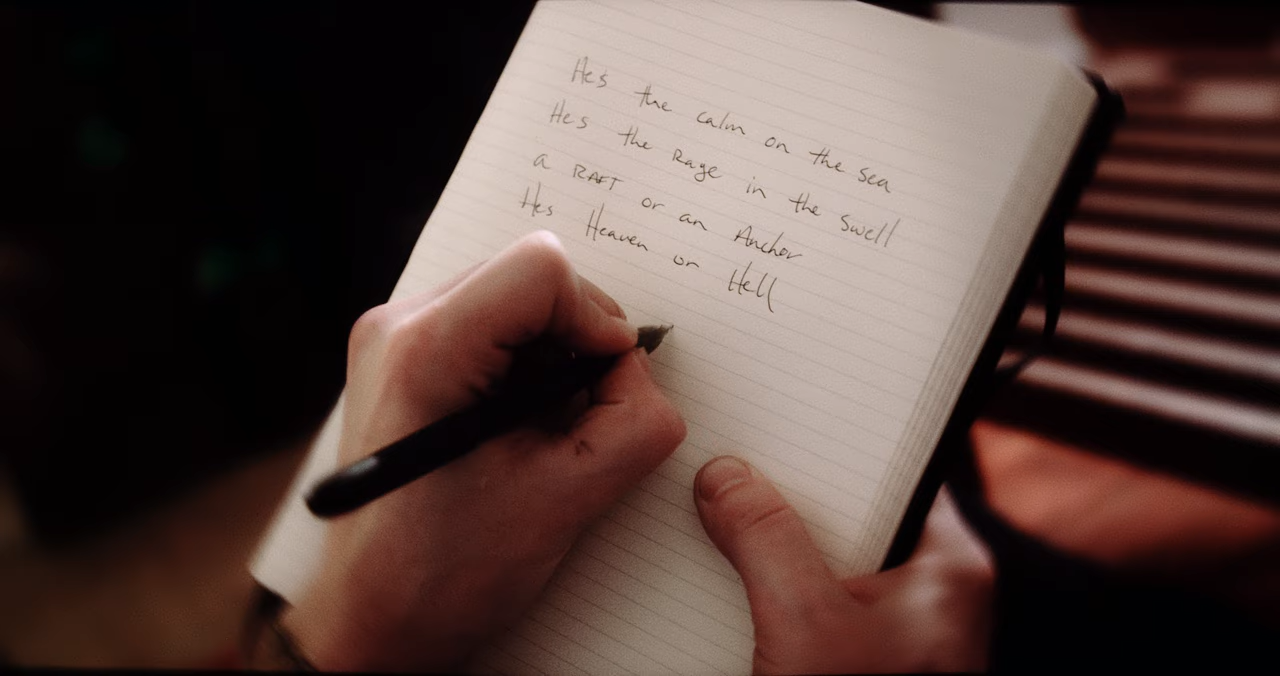 He's the calm on the sea
He's the Rage in the swell
a RAFT or an Anchor
Hes Heaven or Hell